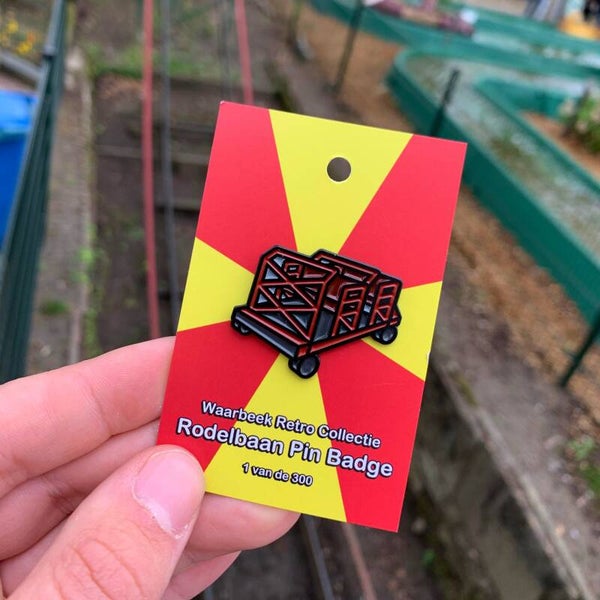 Waarbeek Retro Collectie
Rodelbaan Pin Badge
1 van de 300